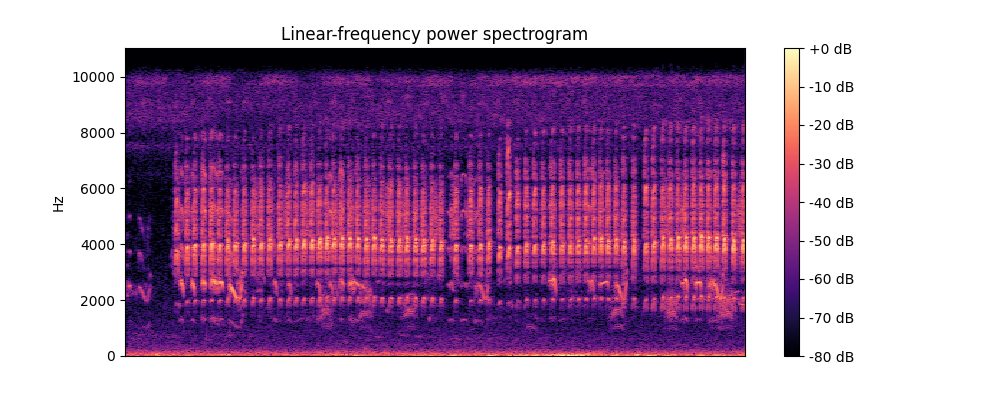 Linear-frequency power spectrogram
Hz
10000
8000
6000
4000
2000
0
+0 dB
-10 dB
-20 dB
-30 dB
-40 dB
-50 dB
-60 dB
-70 dB
-80 dB